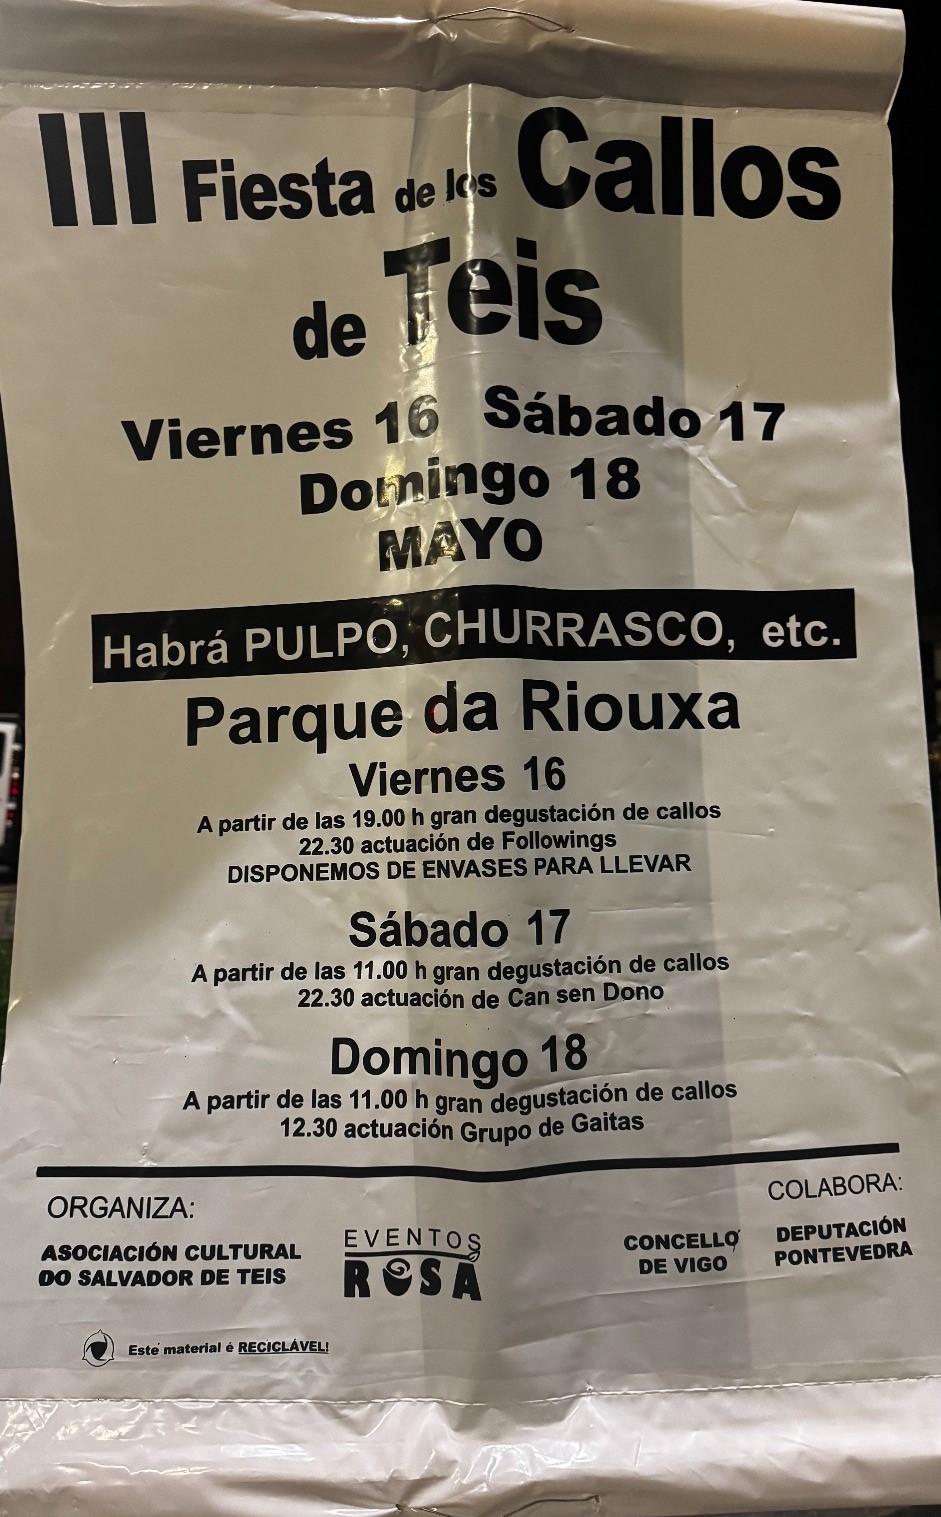 III Fiesta de los Callos
de Teis
Viernes 16 Sábado 17
Domingo 18
MAYO
Habrá PULPO, CHURRASCO, etc.
Parque da Riouxa
Viernes 16
A partir de las 19.00 h gran degustación de callos
22.30 actuación de Followings
DISPONEMOS DE ENVASES PARA LLEVAR
Sábado 17
A partir de las 11.00 h gran degustación de callos
22.30 actuación de Can sen Dono
Domingo 18
A partir de las 11.00 h gran degustación de callos
12.30 actuación Grupo de Gaitas
ORGANIZA:
ASOCIACIÓN CULTURAL
DO SALVADOR DE TEIS
EVENTOS
ROSA
COLABORA:
CONCELLO
DE VIGO
DEPUTACIÓN
PONTEVEDRA
Este material é RECICLÁVEL!